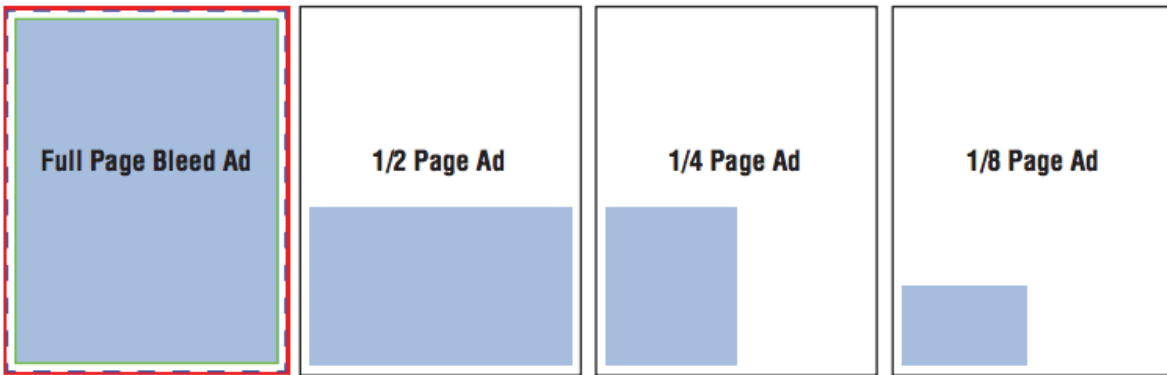 Full Page Bleed Ad
1/2 Page Ad
1/4 Page Ad
1/8 Page Ad